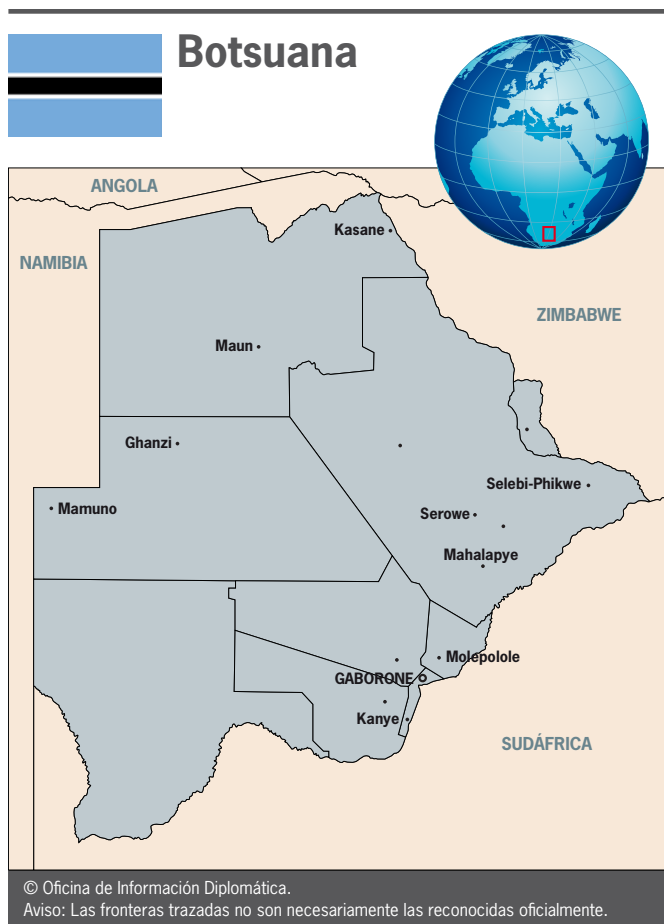 Botsuana
ANGOLA
Kasane
NAMIBIA
ZIMBABWE
Maun
Ghanzi
Selebi-Phikwe
Mamuno
Serowe
Mahalapye
Molepolole
GABORONE
Kanye
SUDÁFRICA
© Oficina de Información Diplomática.
Aviso: Las fronteras trazadas no son necesariamente las reconocidas oficialmente.